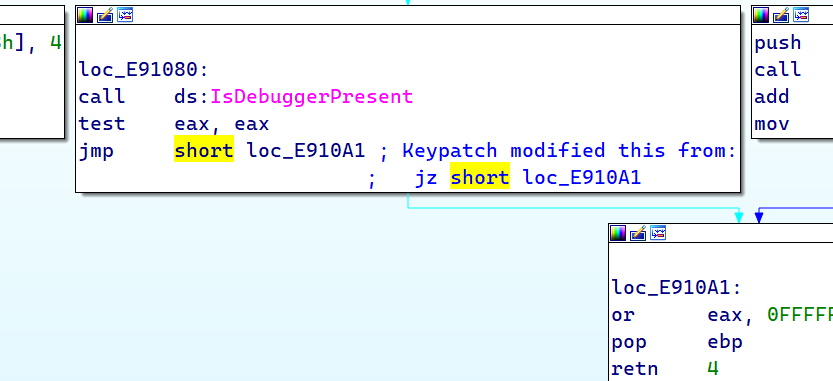 h], 4
loc_E91080:
call ds:IsDebuggerPresent
test eax, eax
jmp short loc_E910A1 ; Keypatch modified this from:
; jz short loc_E910A1
push
call
add
mov
loc_E910A1:
or eax, 0FFFFF
pop ebp
retn 4